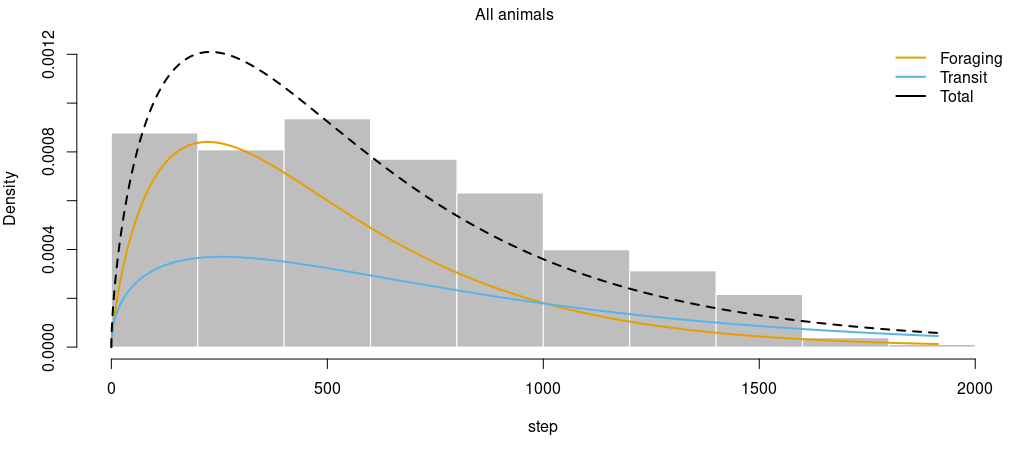 All animals
Foraging
Transit
Total
Density
0.0012
0.0008
0.0004
0.0000
0 500 1000 1500 2000
step